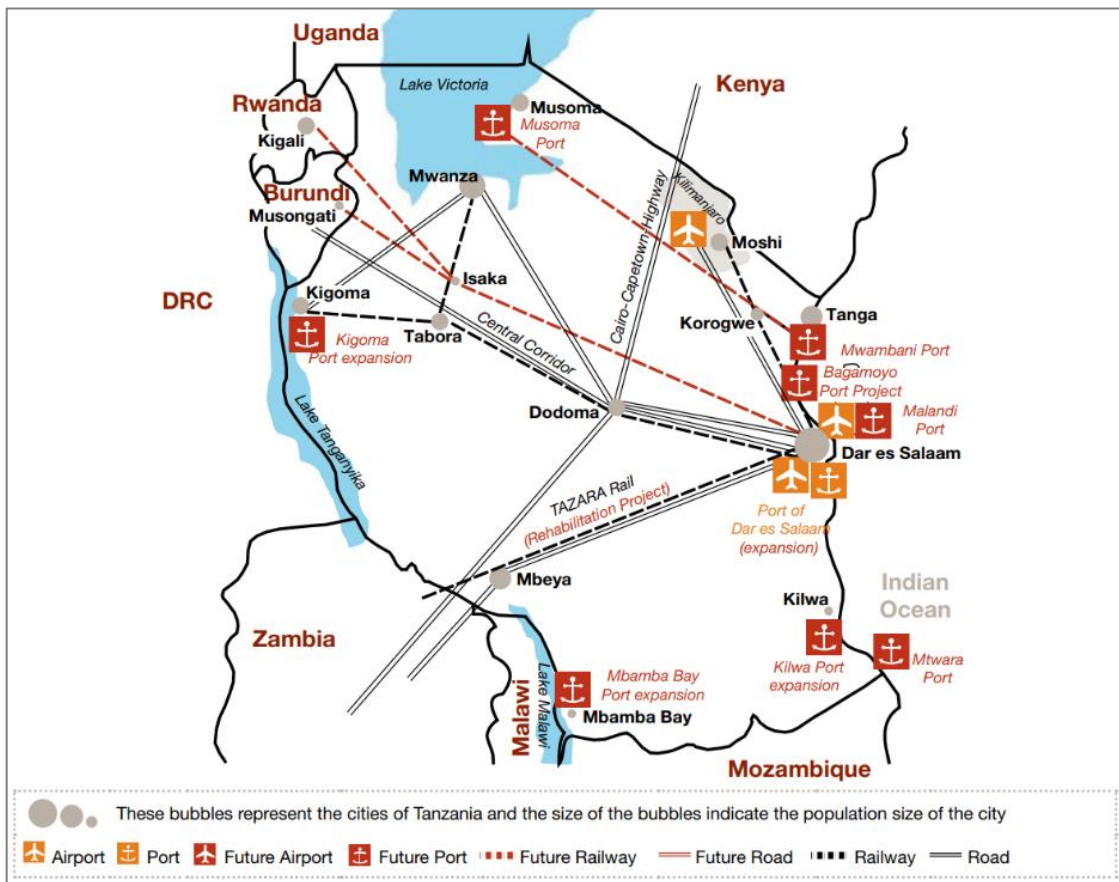 Uganda
Lake Victoria
Kenya
Rwanda
Musoma
Musoma
Port
Kigali
Mwanza
Kilimanjaro
Burundi
Musongati
Cairo-Capetown-Highway
Moshi
Isaka
DRC
Kigoma
Kigoma
Port expansion
Tabora
Central Corridor
Korogwe
Tanga
Mwambani Port
Bagamoyo
Port Project
Malandi
Port
Dodoma
Dar es Salaam
Lake Tanganyika
TAZARA Rail
(Rehabilitation Project)
Port of
Dar es Salaam
(expansion)
Mbeya
Indian
Ocean
Kilwa
Zambia
Kilwa Port
expansion
Mtwara
Port
Malawi
Lake Malawi
Mbamba Bay
Port expansion
Mbamba Bay
Mozambique
These bubbles represent the cities of Tanzania and the size of the bubbles indicate the population size of the city
Airport Port Future Airport Future Port Future Railway Future Road Railway Road